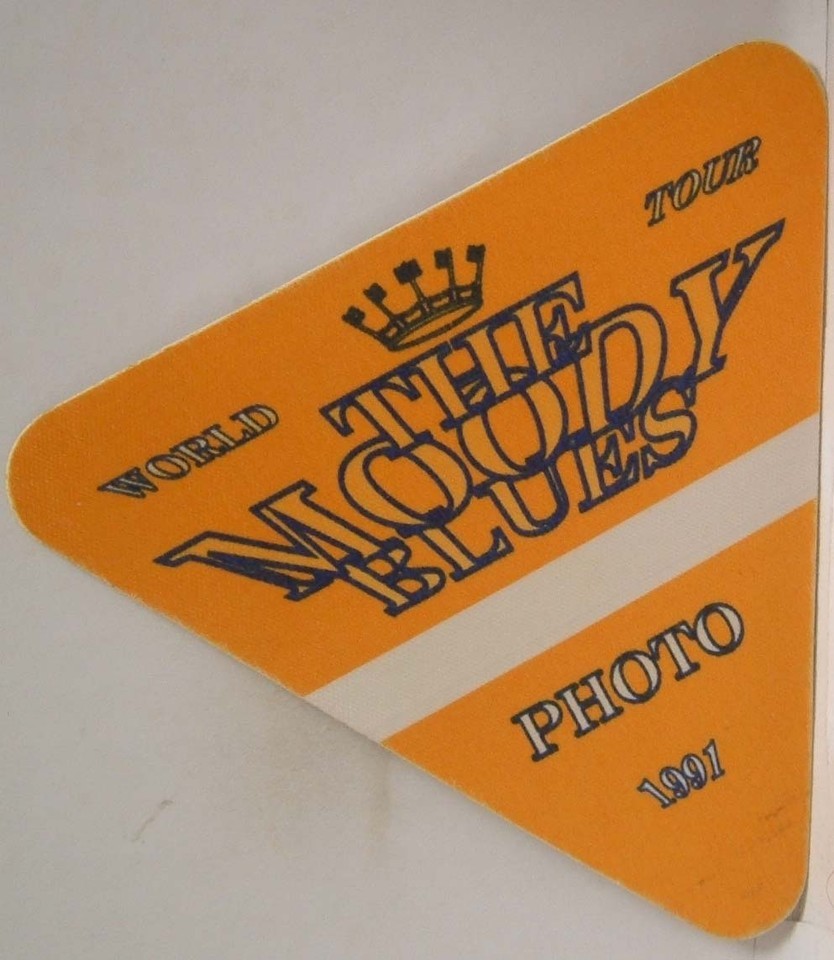 WORLD TOUR
THE
MOODY
BLUES
PHOTO
1991